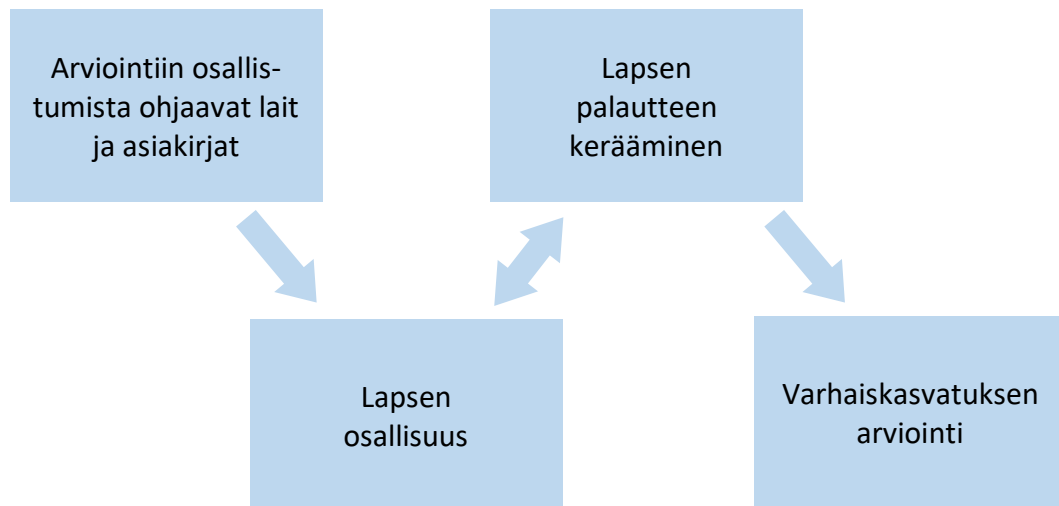 Arviointiin osallis-
tumista ohjaavat lait
ja asiakirjat
Lapsen
palautteen
kerääminen
Lapsen
osallisuus
Varhaiskasvatuksen
arviointi